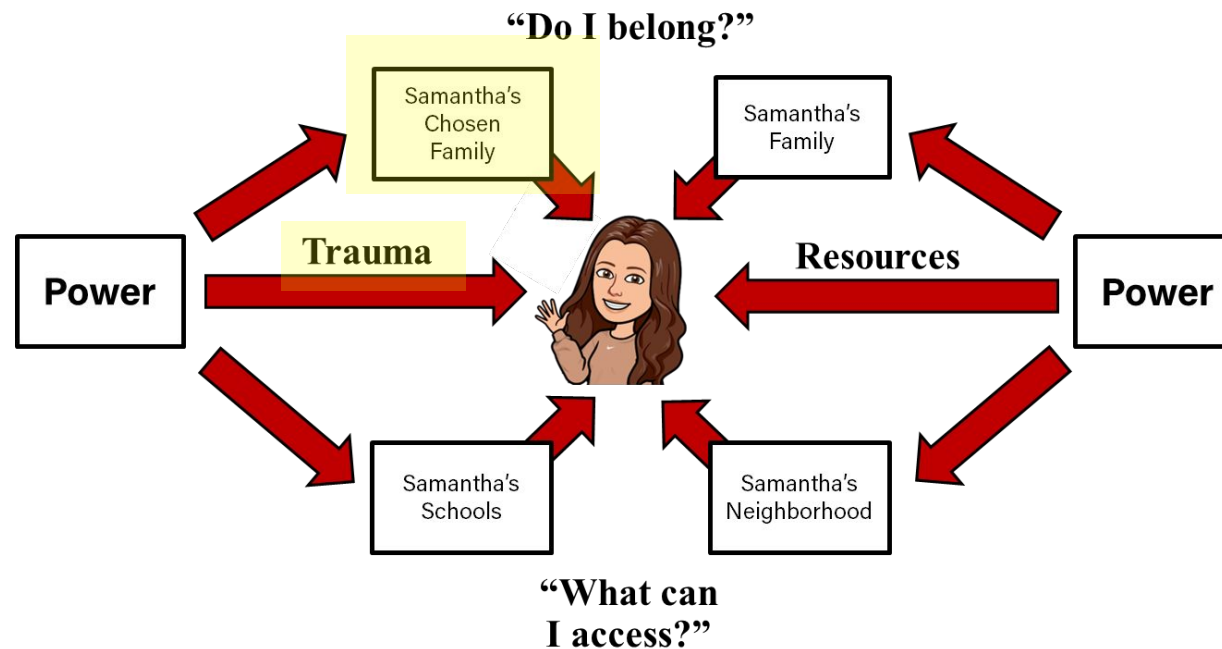 “Do I belong?”
Samantha’s
Chosen
Family
Samantha’s
Family
Trauma
Resources
Power
Power
Samantha’s
Schools
Samantha’s
Neighborhood
“What can
I access?”